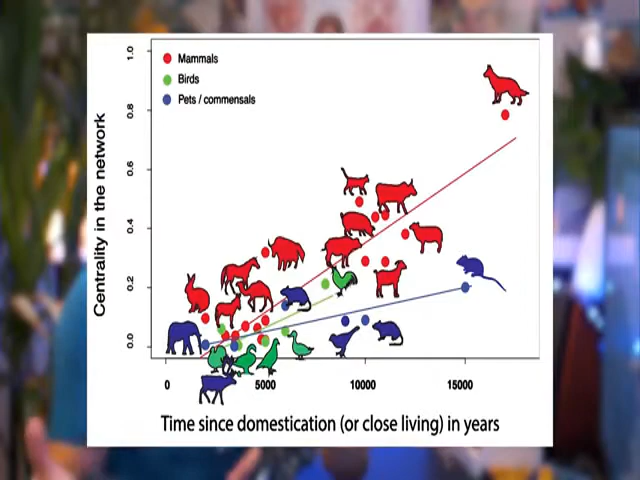 Mammals
Birds
Pets / commensals
Centrality in the network
1.0
0.8
0.6
0.4
0.2
0.0
0
5000
10000
15000
Time since domestication (or close living) in years